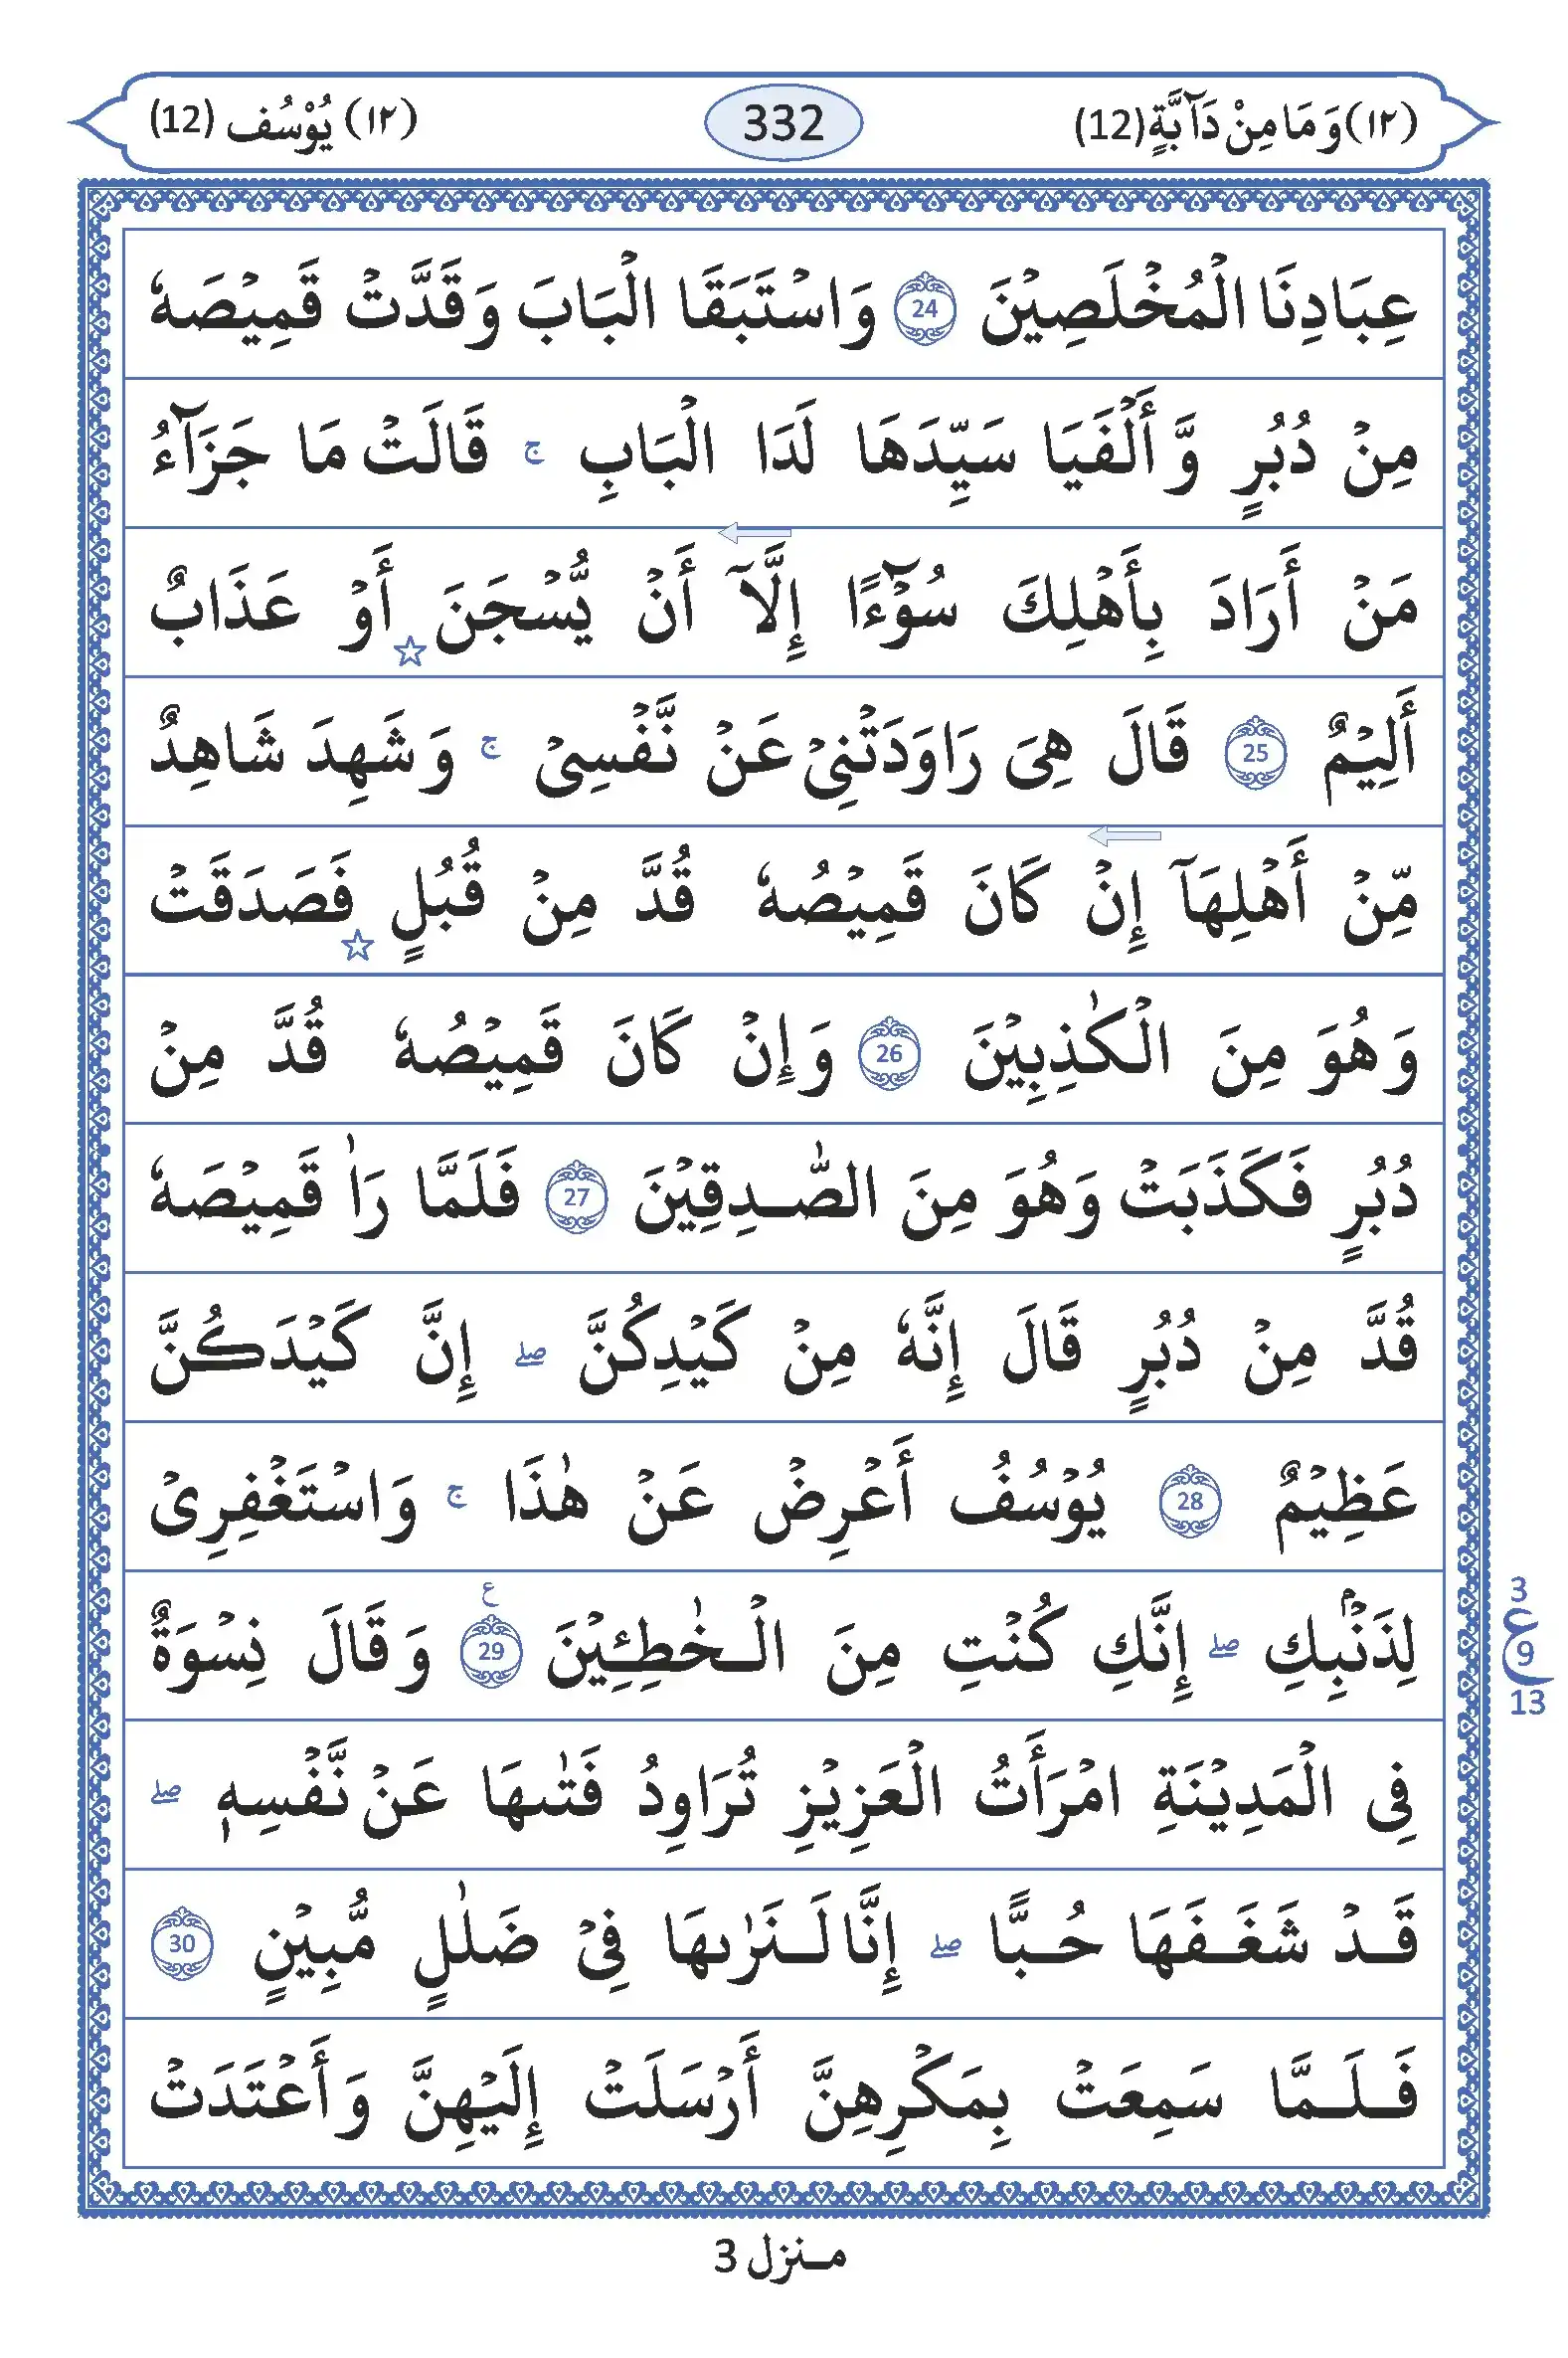 (١٢) وَمَا مِنْ دَآبَّةٍ (12) 332 (١٢) يُوْسُف (12)
عِبَادِنَا الْمُخْلَصِيْنَ 24 وَاسْتَبَقَا الْبَابَ وَقَدَّتْ قَمِيْصَهٗ
مِنْ دُبُرٍ وَّأَلْفَيَا سَيِّدَهَا لَدَا الْبَابِ ج قَالَتْ مَا جَزَآءُ
مَنْ أَرَادَ بِأَهْلِكَ سُوْٓءًا إِلَّآ أَنْ يُّسْجَنَ أَوْ عَذَابٌ
أَلِيْمٌ 25 قَالَ هِىَ رَاوَدَتْنِىْ عَنْ نَّفْسِىْ ج وَشَهِدَ شَاهِدٌ
مِّنْ أَهْلِهَآ إِنْ كَانَ قَمِيْصُهٗ قُدَّ مِنْ قُبُلٍ فَصَدَقَتْ
وَهُوَ مِنَ الْكٰذِبِيْنَ 26 وَإِنْ كَانَ قَمِيْصُهٗ قُدَّ مِنْ
دُبُرٍ فَكَذَبَتْ وَهُوَ مِنَ الصّٰدِقِيْنَ 27 فَلَمَّا رَاٰ قَمِيْصَهٗ
قُدَّ مِنْ دُبُرٍ قَالَ إِنَّهٗ مِنْ كَيْدِكُنَّ صلے إِنَّ كَيْدَكُنَّ
عَظِيْمٌ 28 يُوْسُفُ أَعْرِضْ عَنْ هٰذَا ج وَاسْتَغْفِرِىْ
لِذَنْۢبِكِ صلے إِنَّكِ كُنْتِ مِنَ الْخٰطِـِٕيْنَ 29 ع وَقَالَ نِسْوَةٌ
3
9
13
فِى الْمَدِيْنَةِ امْرَأَتُ الْعَزِيْزِ تُرَاوِدُ فَتٰىهَا عَنْ نَّفْسِهٖ صلے
قَدْ شَغَفَهَا حُبًّا صلے إِنَّا لَنَرٰىهَا فِىْ ضَلٰلٍ مُّبِيْنٍ 30
فَلَمَّا سَمِعَتْ بِمَكْرِهِنَّ أَرْسَلَتْ إِلَيْهِنَّ وَأَعْتَدَتْ
منزل 3